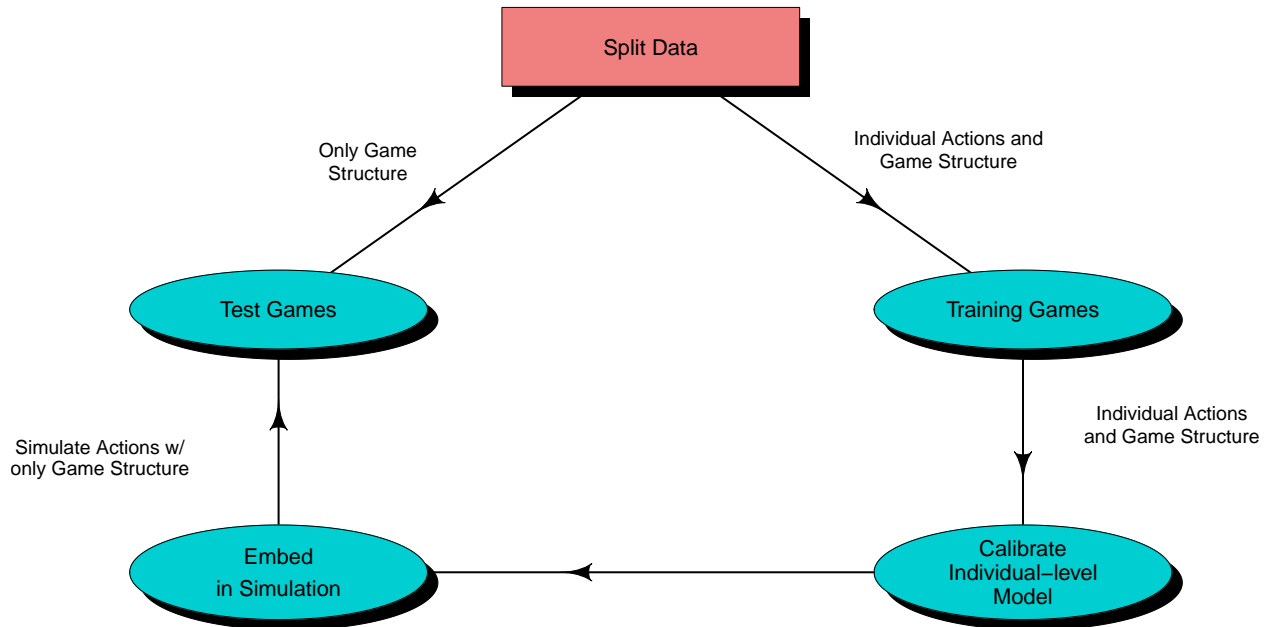 Split Data
Only Game
Structure
Individual Actions and
Game Structure
Test Games
Training Games
Simulate Actions w/
only Game Structure
Individual Actions
and Game Structure
Embed
in Simulation
Calibrate
Individual−level
Model